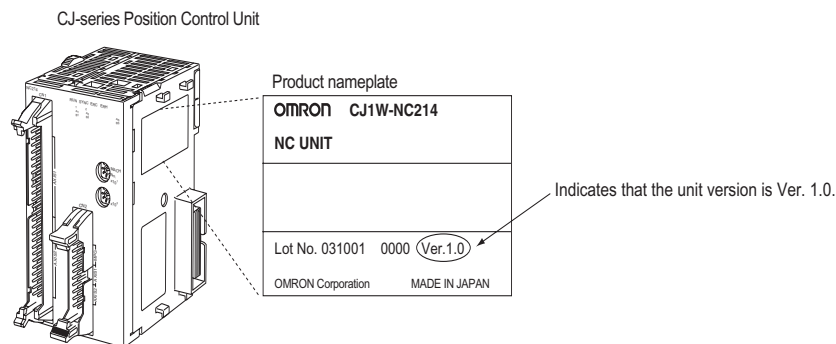 CJ-series Position Control Unit
Product nameplate
OMRON CJ1W-NC214
NC UNIT
Indicates that the unit version is Ver. 1.0.
Lot No. 031001 0000 Ver.1.0
OMRON Corporation MADE IN JAPAN